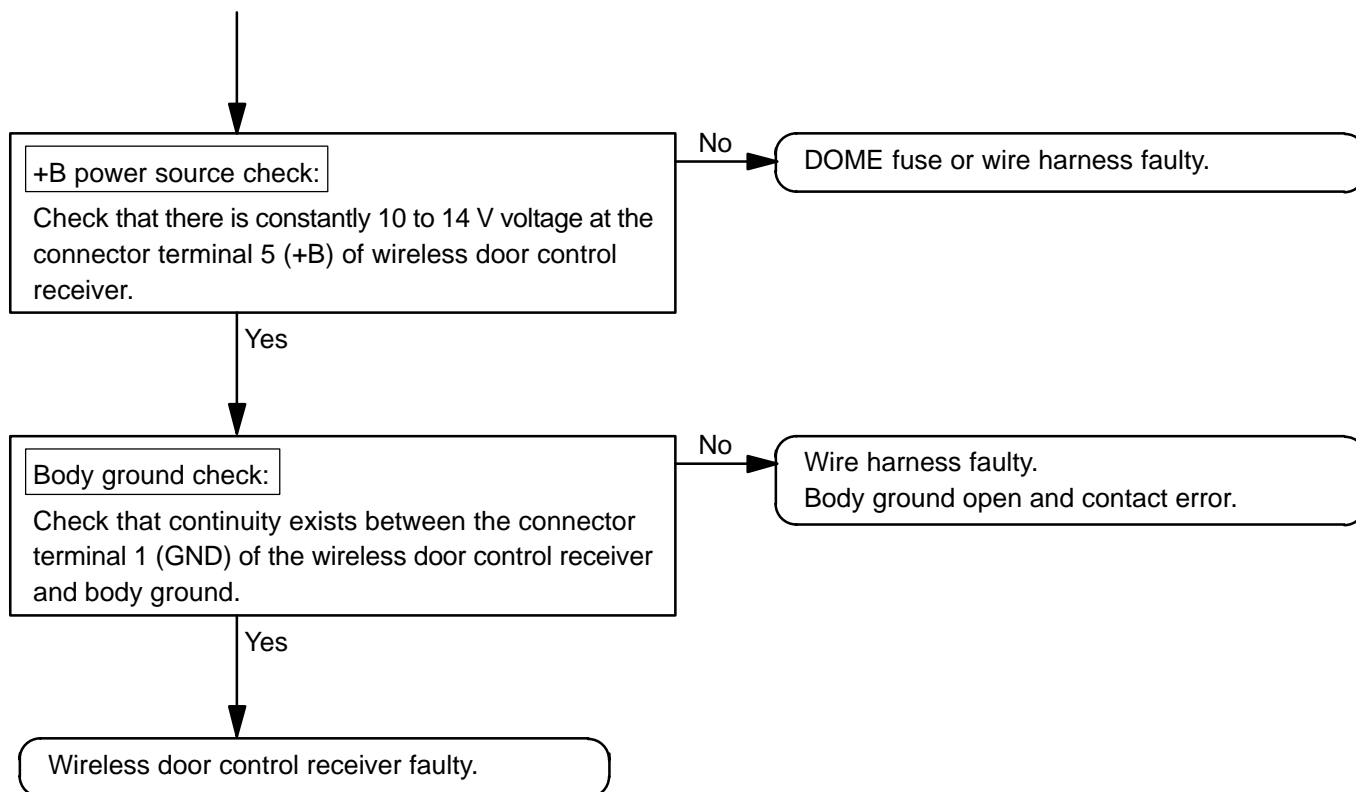 +B power source check:
No
DOME fuse or wire harness faulty.
Check that there is constantly 10 to 14 V voltage at the
connector terminal 5 (+B) of wireless door control
receiver.
Yes
Body ground check:
No
Wire harness faulty.
Body ground open and contact error.
Check that continuity exists between the connector
terminal 1 (GND) of the wireless door control receiver
and body ground.
Yes
Wireless door control receiver faulty.